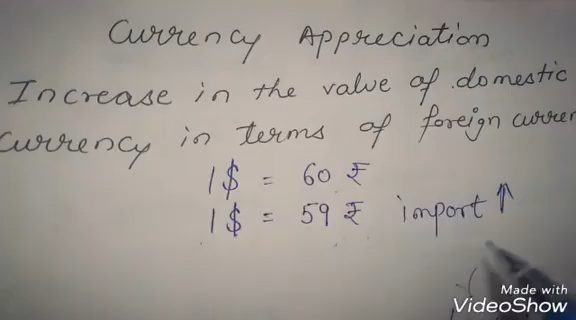 Currency Appreciation
Increase in the value of domestic
Currency in terms of foreign curren
1$ = 60 ₹
1$ = 59 ₹ import ↑
Made with
VideoShow